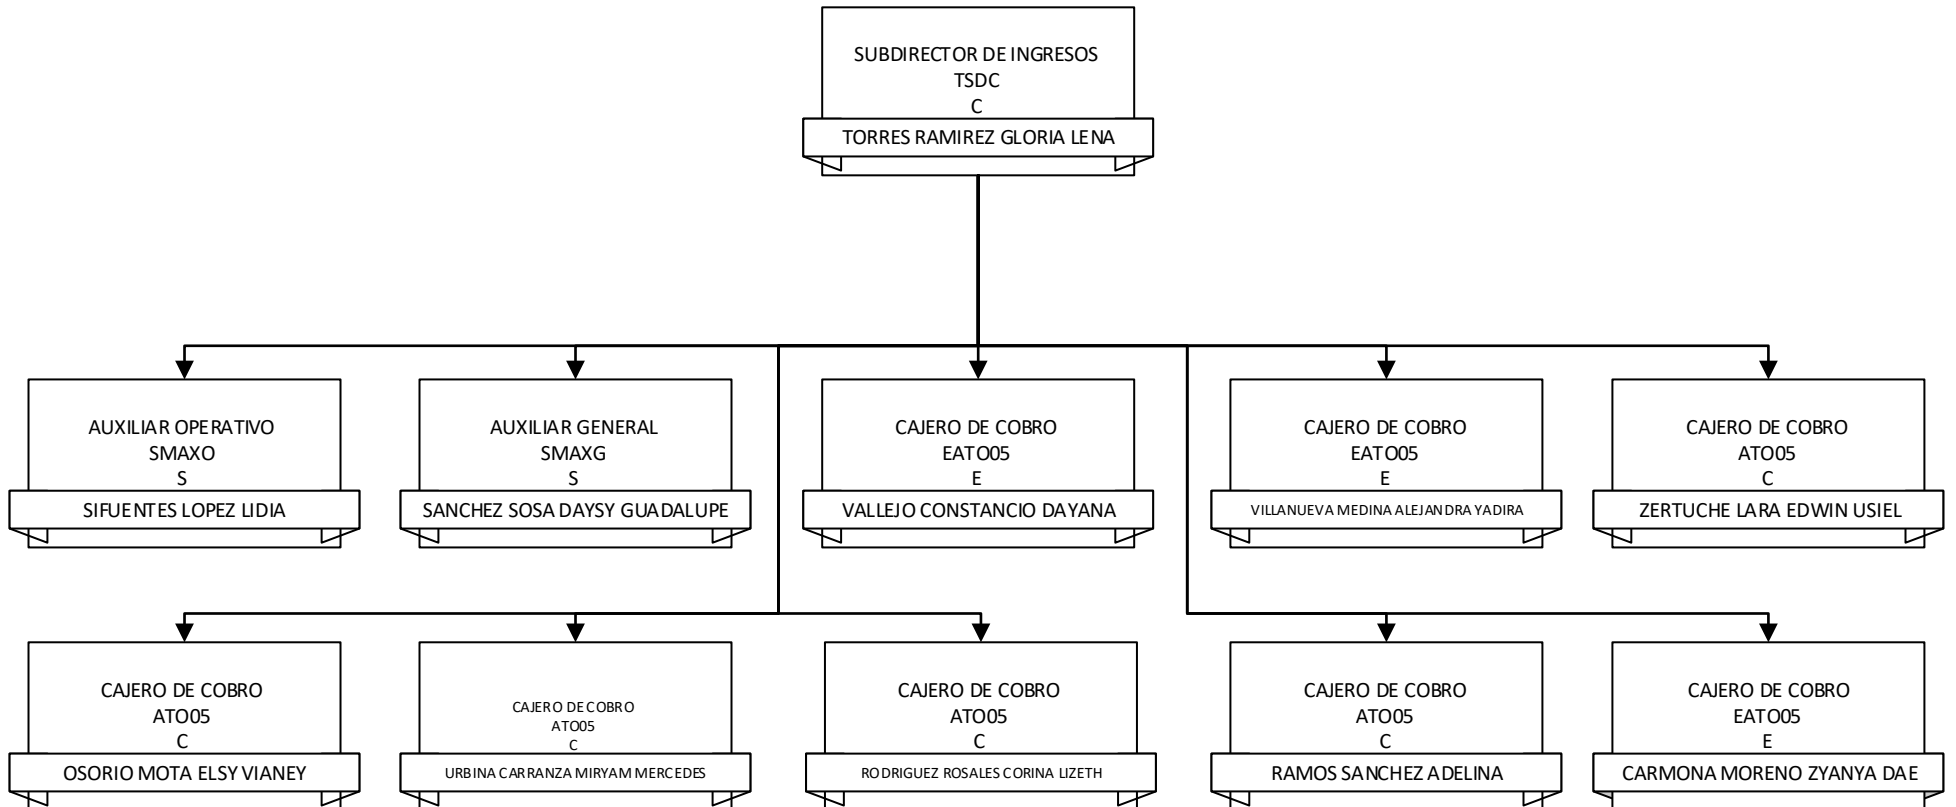 SUBDIRECTOR DE INGRESOS
TSDC
C
TORRES RAMIREZ GLORIA LENA
AUXILIAR OPERATIVO
SMAXO
S
SIFUENTES LOPEZ LIDIA
AUXILIAR GENERAL
SMAXG
S
SANCHEZ SOSA DAYSY GUADALUPE
CAJERO DE COBRO
EATO05
E
VALLEJO CONSTANCIO DAYANA
CAJERO DE COBRO
EATO05
E
VILLANUEVA MEDINA ALEJANDRA YADIRA
CAJERO DE COBRO
ATO05
C
ZERTUCHE LARA EDWIN USIEL
CAJERO DE COBRO
ATO05
C
OSORIO MOTA ELSY VIANEY
CAJERO DE COBRO
ATO05
C
URBINA CARRANZA MIRYAM MERCEDES
CAJERO DE COBRO
ATO05
C
RODRIGUEZ ROSALES CORINA LIZETH
CAJERO DE COBRO
ATO05
C
RAMOS SANCHEZ ADELINA
CAJERO DE COBRO
EATO05
E
CARMONA MORENO ZYANYA DAE